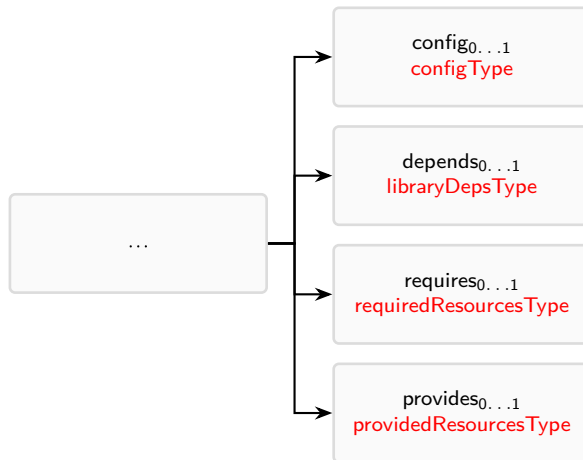 config0...1
configType
depends0...1
libraryDepsType
...
requires0...1
requiredResourcesType
provides0...1
providedResourcesType